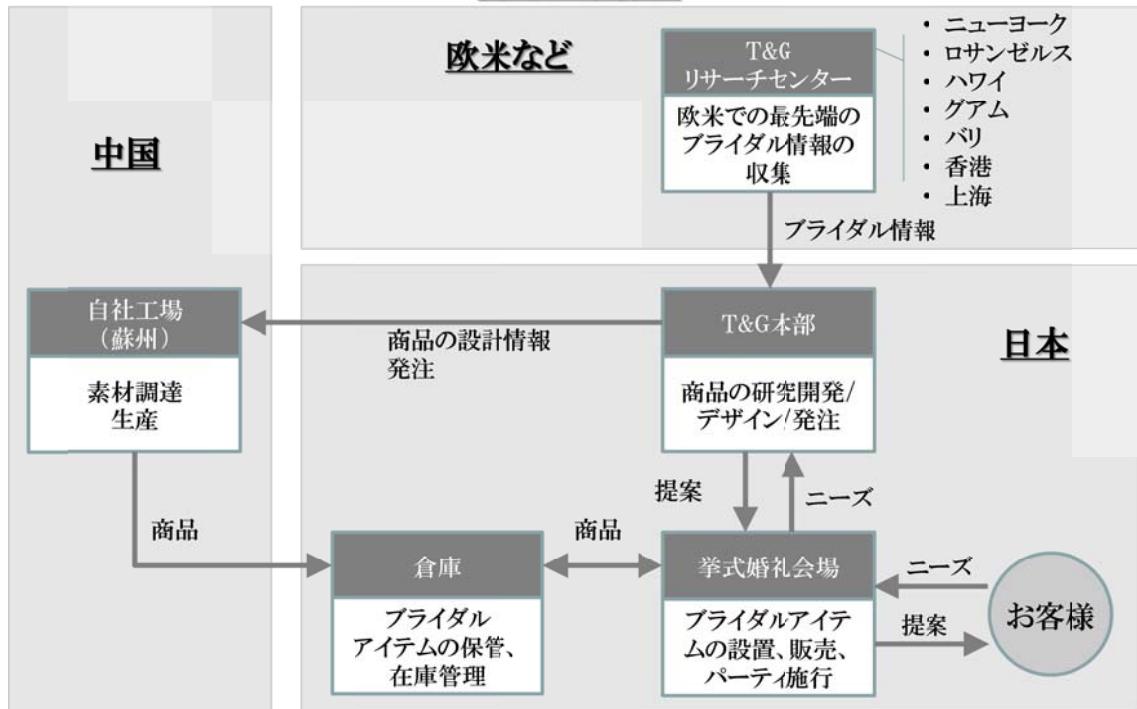 欧米など
T&G
リサーチセンター
欧米での最先端の
ブライダル情報の
収集
• ニューヨーク
• ロサンゼルス
• ハワイ
• グアム
• バリ
• 香港
• 上海
ブライダル情報
中国
自社工場
（蘇州）
素材調達
生産
商品の設計情報
発注
T&G本部
商品の研究開発/
デザイン/発注
日本
提案
ニーズ
商品
倉庫
ブライダル
アイテムの保管、
在庫管理
商品
挙式婚礼会場
ブライダルアイテ
ムの設置、販売、
パーティ施行
ニーズ
提案
お客様